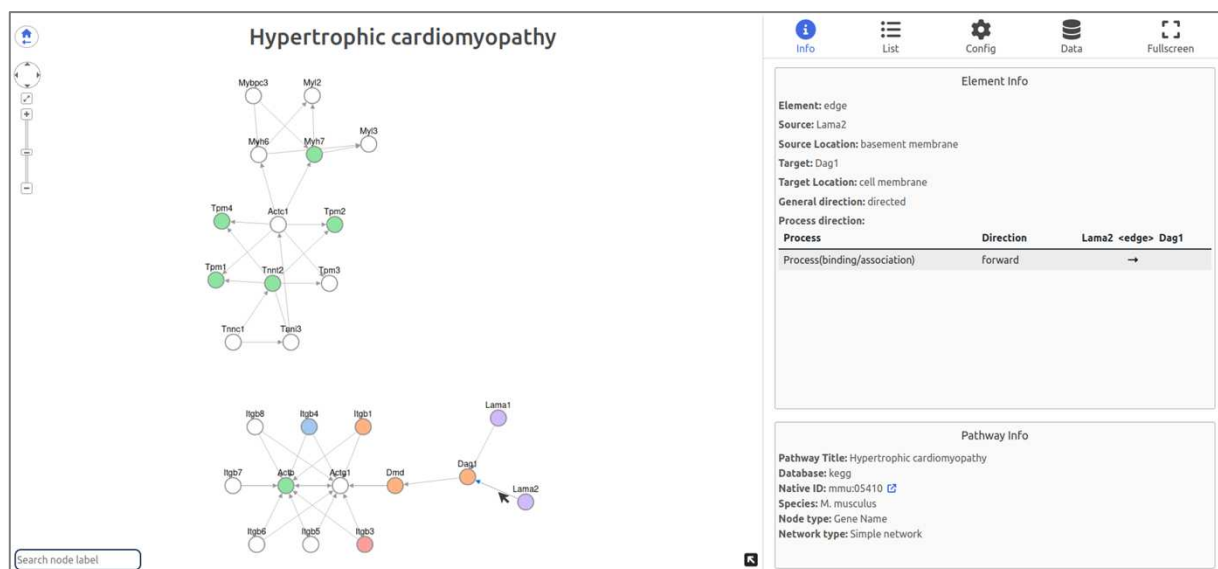 Hypertrophic cardiomyopathy
Mybpc3
Myl2
Myh6
Myh7
Myl3
Tpm4
Actc1
Tpm2
Tpm1
Tnnt2
Tpm3
Tnnc1
Tnni3
Itgb8
Itgb4
Itgb1
Lama1
Itgb7
Actb
Actg1
Dmd
Dag1
Lama2
Itgb6
Itgb5
Itgb3
Search node label
Info
List
Config
Data
Fullscreen
Element Info
Element: edge
Source: Lama2
Source Location: basement membrane
Target: Dag1
Target Location: cell membrane
General direction: directed
Process direction:
Process Direction Lama2 <edge> Dag1
Process(binding/association) forward →
Pathway Info
Pathway Title: Hypertrophic cardiomyopathy
Database: kegg
Native ID: mmu:05410
Species: M. musculus
Node type: Gene Name
Network type: Simple network